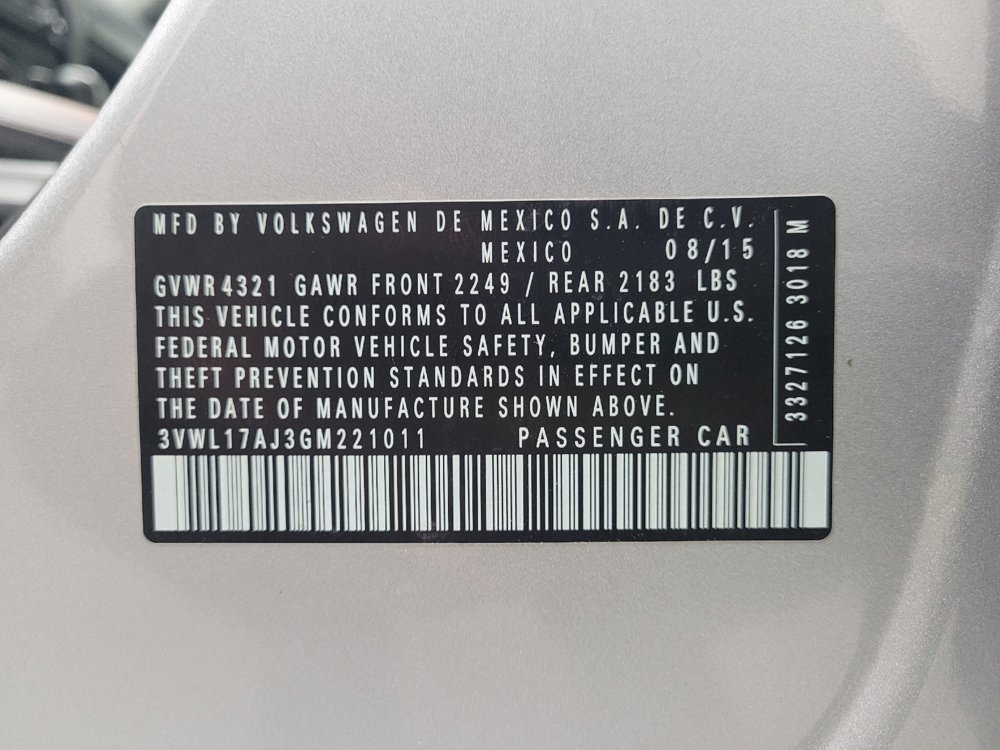 MFD BY VOLKSWAGEN DE MEXICO S.A. DE C.V.
MEXICO 08/15
GVWR 4321 GAWR FRONT 2249 / REAR 2183 LBS
THIS VEHICLE CONFORMS TO ALL APPLICABLE U.S.
FEDERAL MOTOR VEHICLE SAFETY, BUMPER AND
THEFT PREVENTION STANDARDS IN EFFECT ON
THE DATE OF MANUFACTURE SHOWN ABOVE.
3VWL17AJ3GM221011 PASSENGER CAR
3327126 3018 M